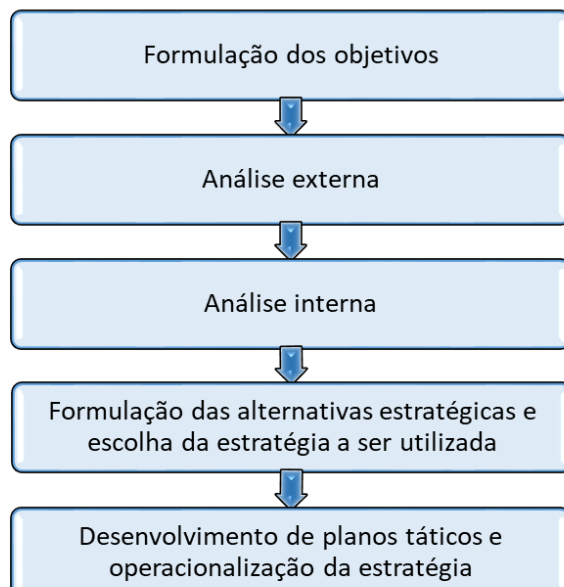 Formulação dos objetivos
Análise externa
Análise interna
Formulação das alternativas estratégicas e
escolha da estratégia a ser utilizada
Desenvolvimento de planos táticos e
operacionalização da estratégia